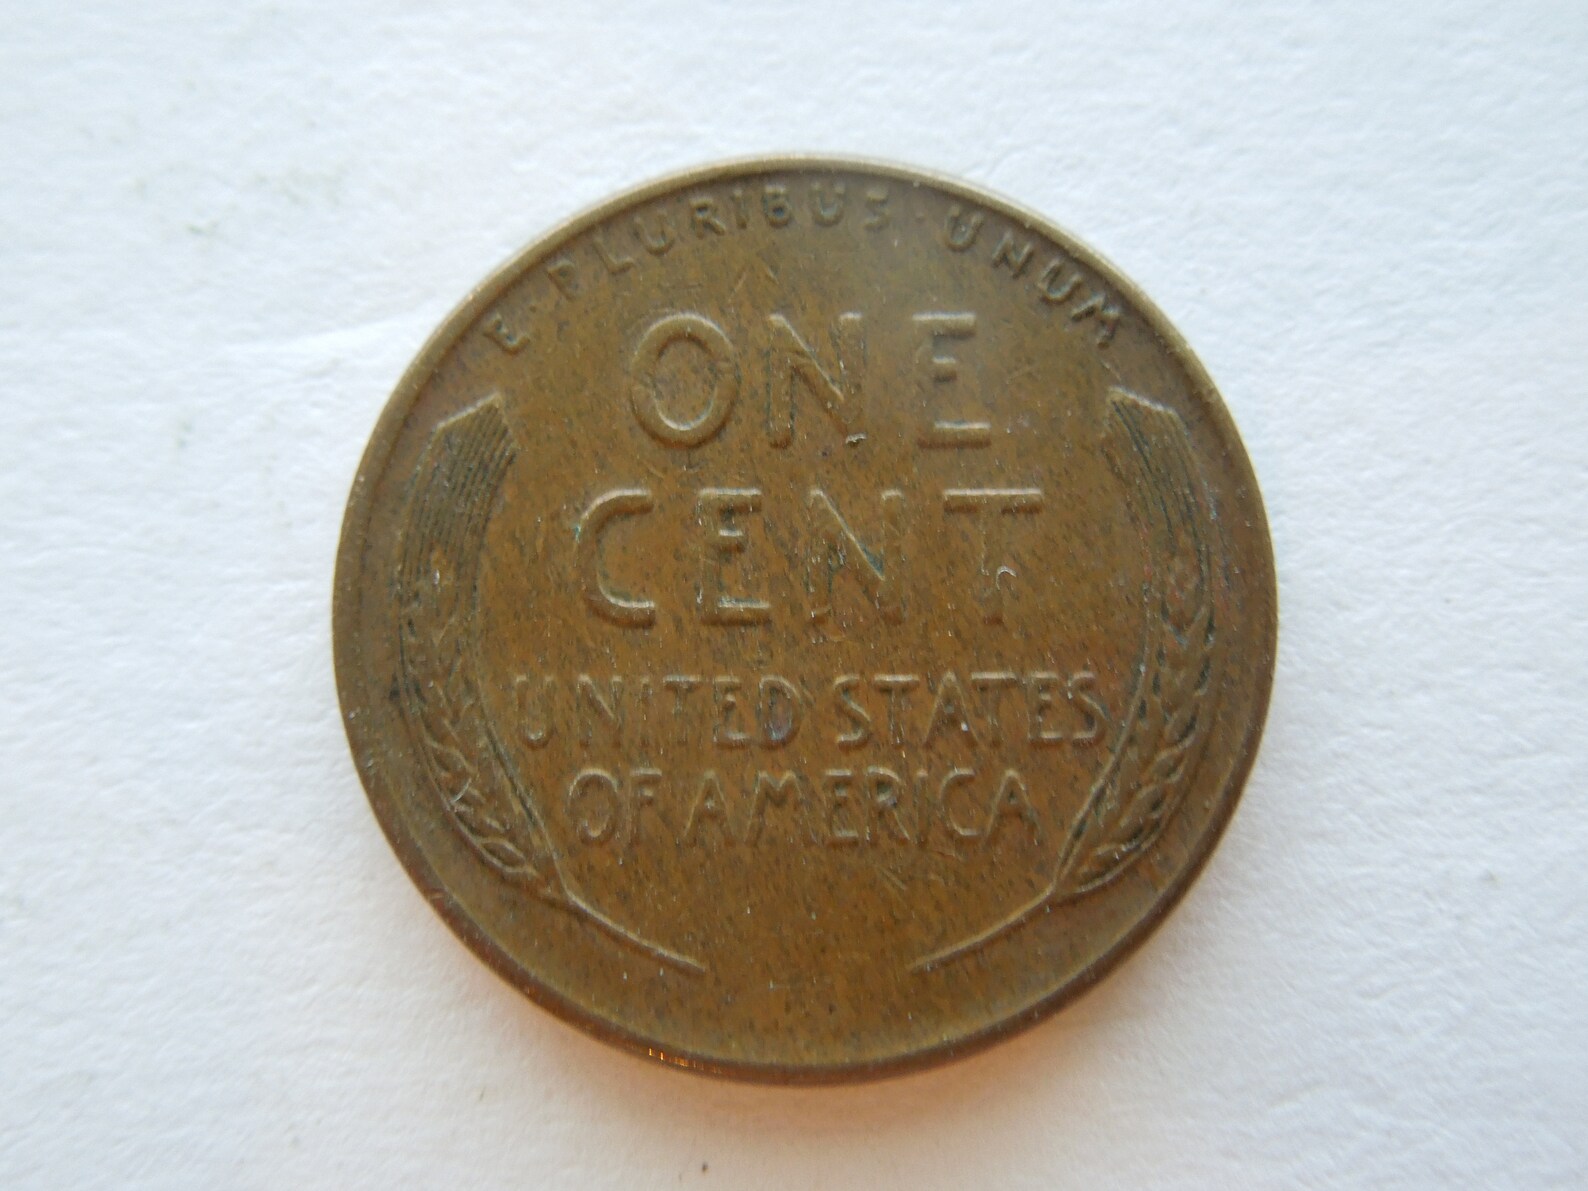 E · PLURIBUS · UNUM
ONE
CENT
UNITED STATES
OF AMERICA